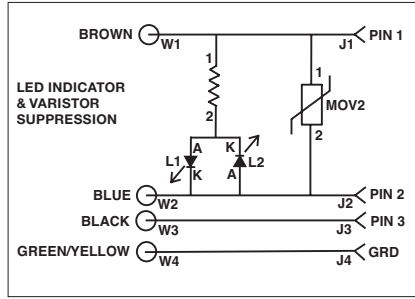 BROWN W1 J1 PIN 1
1
1
LED INDICATOR
& VARISTOR
SUPPRESSION
MOV2
2
2
A K
L1 L2
K A
BLUE W2 J2 PIN 2
BLACK W3 J3 PIN 3
GREEN/YELLOW W4 J4 GRD